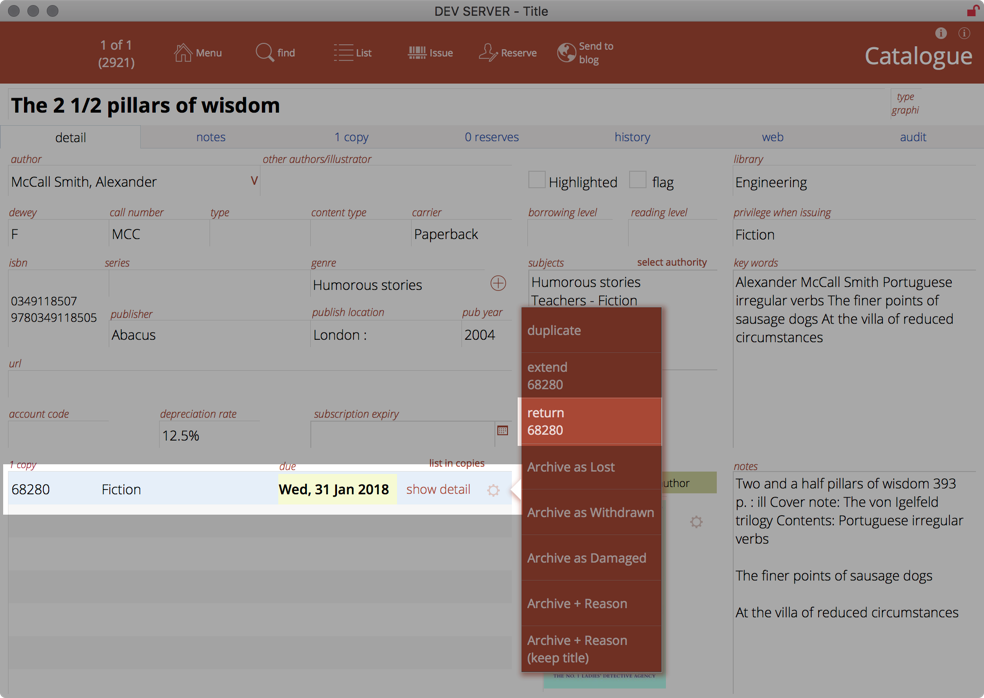 DEV SERVER - Title
1 of 1
(2921)
Menu
find
List
Issue
Reserve
Send to
blog
Catalogue
The 2 1/2 pillars of wisdom
type
graphi
detail
notes
1 copy
0 reserves
history
web
audit
author
other authors/illustrator
library
McCall Smith, Alexander
V
Highlighted
flag
Engineering
dewey
call number
type
content type
carrier
borrowing level
reading level
privilege when issuing
F
MCC
Paperback
Fiction
isbn
series
genre
subjects
select authority
key words
0349118507
9780349118505
Humorous stories
Humorous stories
Teachers - Fiction
Alexander McCall Smith Portuguese
irregular verbs The finer points of
sausage dogs At the villa of reduced
circumstances
publisher
publish location
pub year
Abacus
London :
2004
url
account code
depreciation rate
subscription expiry
12.5%
duplicate
extend
68280
return
68280
Archive as Lost
Archive as Withdrawn
Archive as Damaged
Archive + Reason
Archive + Reason
(keep title)
1 copy
due
list in copies
68280
Fiction
Wed, 31 Jan 2018
show detail
notes
Two and a half pillars of wisdom 393
p. : ill Cover note: The von Igelfeld
trilogy Contents: Portuguese irregular
verbs
The finer points of sausage dogs
At the villa of reduced circumstances
THE NO. 1 LADIES' DETECTIVE AGENCY